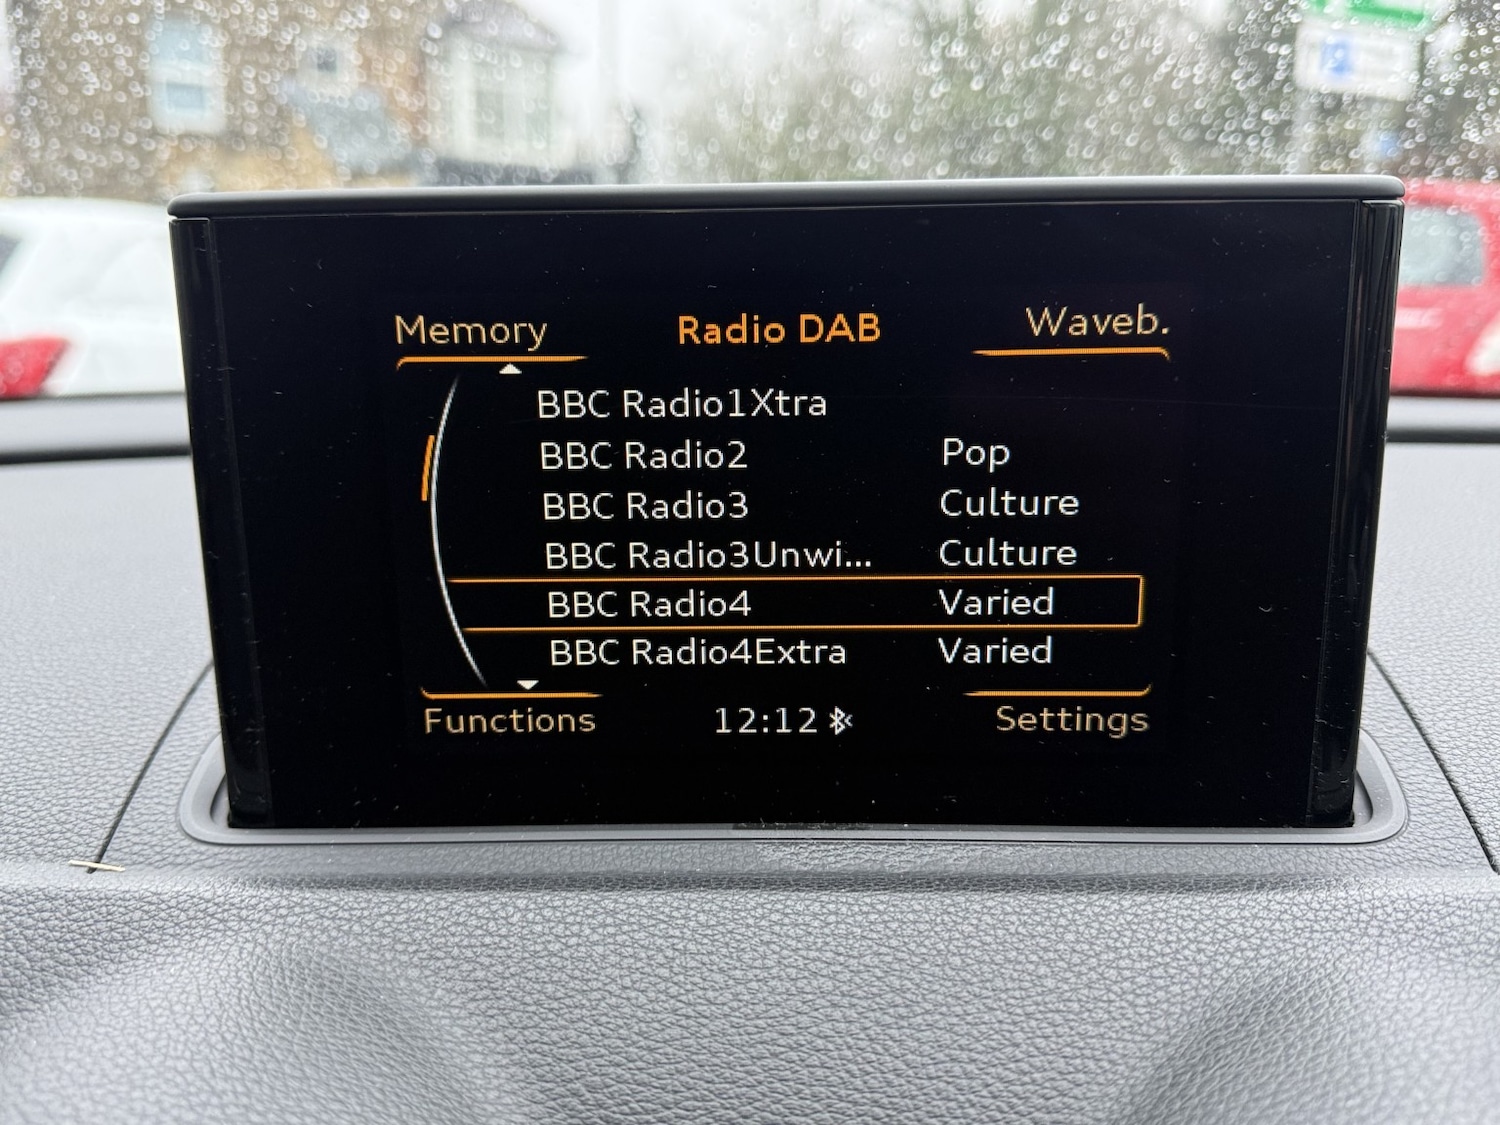 Memory Radio DAB Waveb.
BBC Radio1Xtra
BBC Radio2 Pop
BBC Radio3 Culture
BBC Radio3Unwi... Culture
BBC Radio4 Varied
BBC Radio4Extra Varied
Functions 12:12 Settings